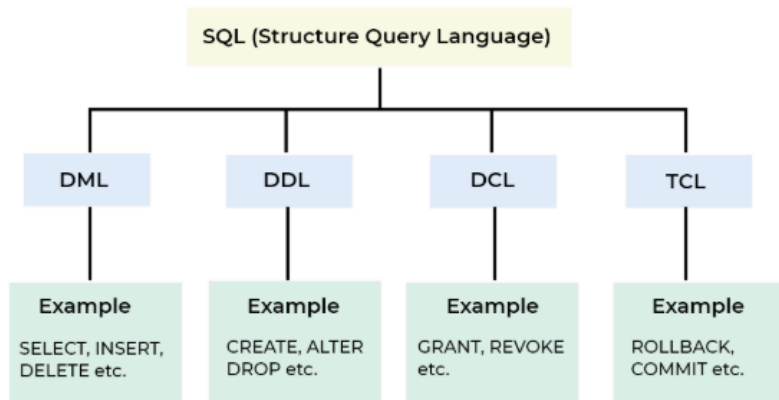 SQL (Structure Query Language)
DML
DDL
DCL
TCL
Example
SELECT, INSERT,
DELETE etc.
Example
CREATE, ALTER
DROP etc.
Example
GRANT, REVOKE
etc.
Example
ROLLBACK,
COMMIT etc.